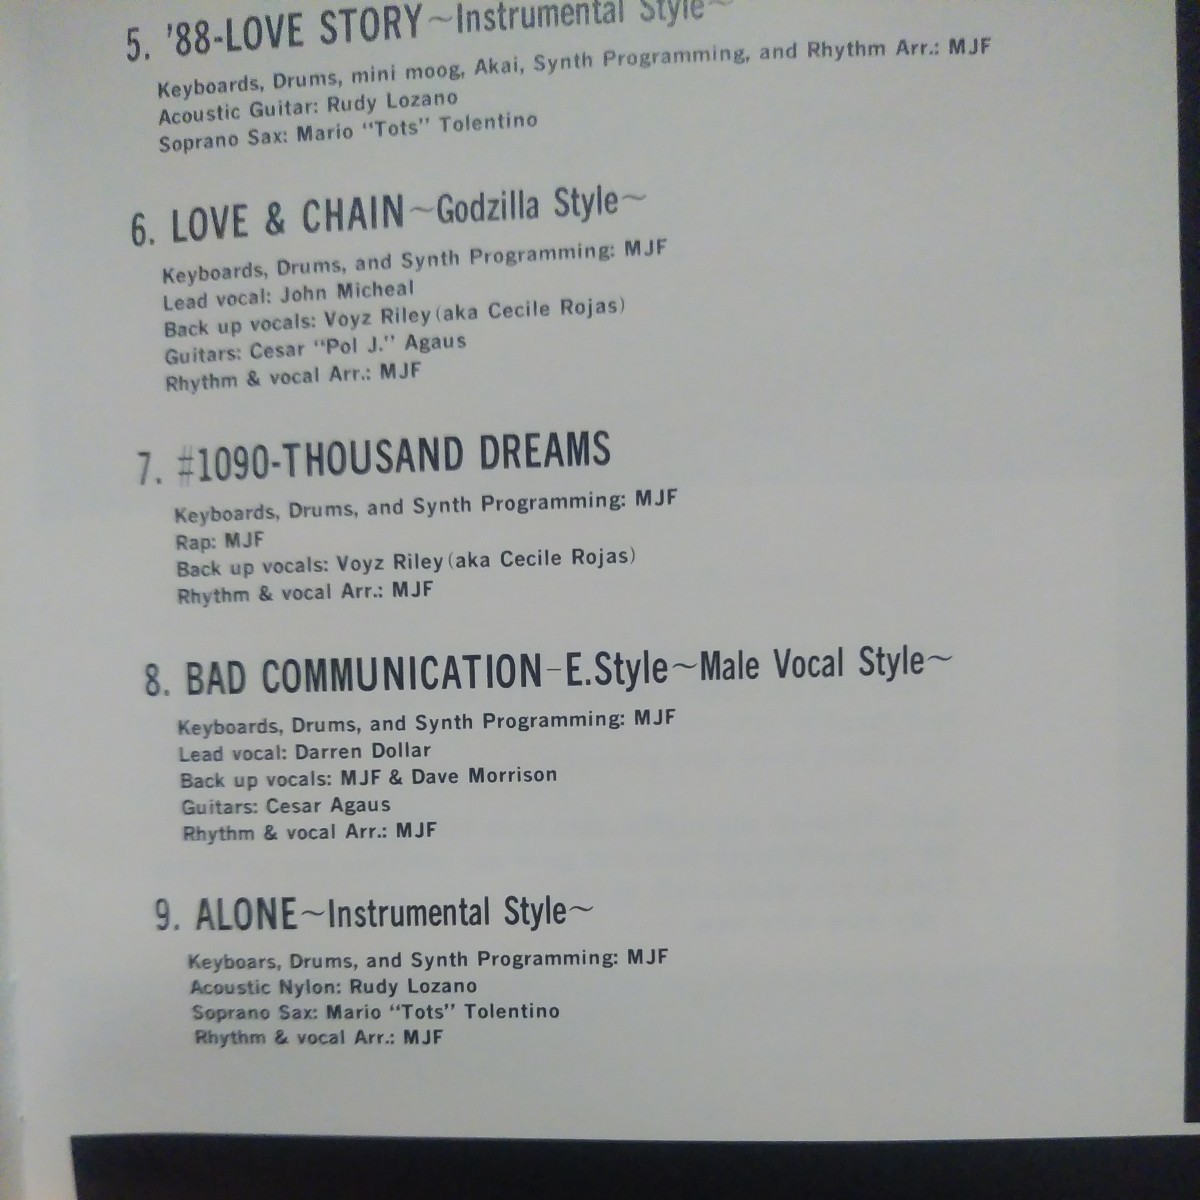 5. '88-LOVE STORY～Instrumental Style～
Keyboards, Drums, mini moog, Akai, Synth Programming, and Rhythm Arr.: MJF
Acoustic Guitar: Rudy Lozano
Soprano Sax: Mario “Tots” Tolentino
6. LOVE & CHAIN～Godzilla Style～
Keyboards, Drums, and Synth Programming: MJF
Lead vocal: John Micheal
Back up vocals: Voyz Riley(aka Cecile Rojas)
Guitars: Cesar “Pol J.” Agaus
Rhythm & vocal Arr.: MJF
7. #1090-THOUSAND DREAMS
Keyboards, Drums, and Synth Programming: MJF
Rap: MJF
Back up vocals: Voyz Riley(aka Cecile Rojas)
Rhythm & vocal Arr.: MJF
8. BAD COMMUNICATION-E.Style～Male Vocal Style～
Keyboards, Drums, and Synth Programming: MJF
Lead vocal: Darren Dollar
Back up vocals: MJF & Dave Morrison
Guitars: Cesar Agaus
Rhythm & vocal Arr.: MJF
9. ALONE～Instrumental Style～
Keyboars, Drums, and Synth Programming: MJF
Acoustic Nylon: Rudy Lozano
Soprano Sax: Mario “Tots” Tolentino
Rhythm & vocal Arr.: MJF